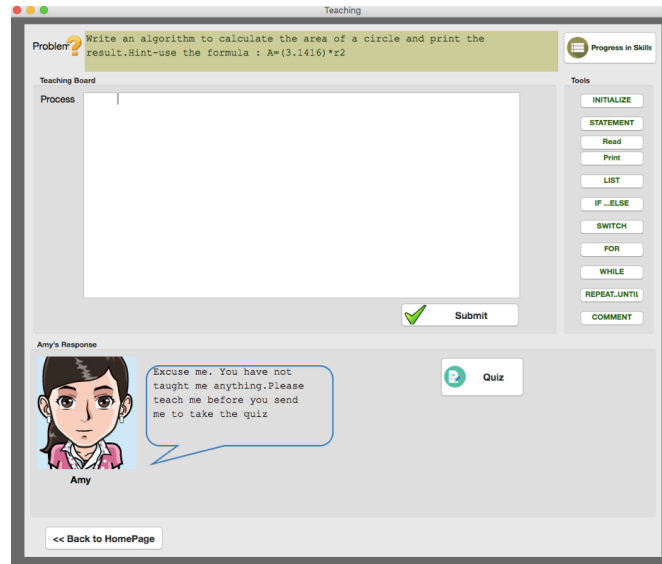 Teaching
Problem
Write an algorithm to calculate the area of a circle and print the
result.Hint-use the formula : A=(3.1416)*r2
Progress in Skills
Teaching Board
Process
Submit
Tools
INITIALIZE
STATEMENT
Read
Print
LIST
IF ...ELSE
SWITCH
FOR
WHILE
REPEAT..UNTIL
COMMENT
Amy's Response
Excuse me. You have not
taught me anything.Please
teach me before you send
me to take the quiz
Quiz
Amy
<< Back to HomePage